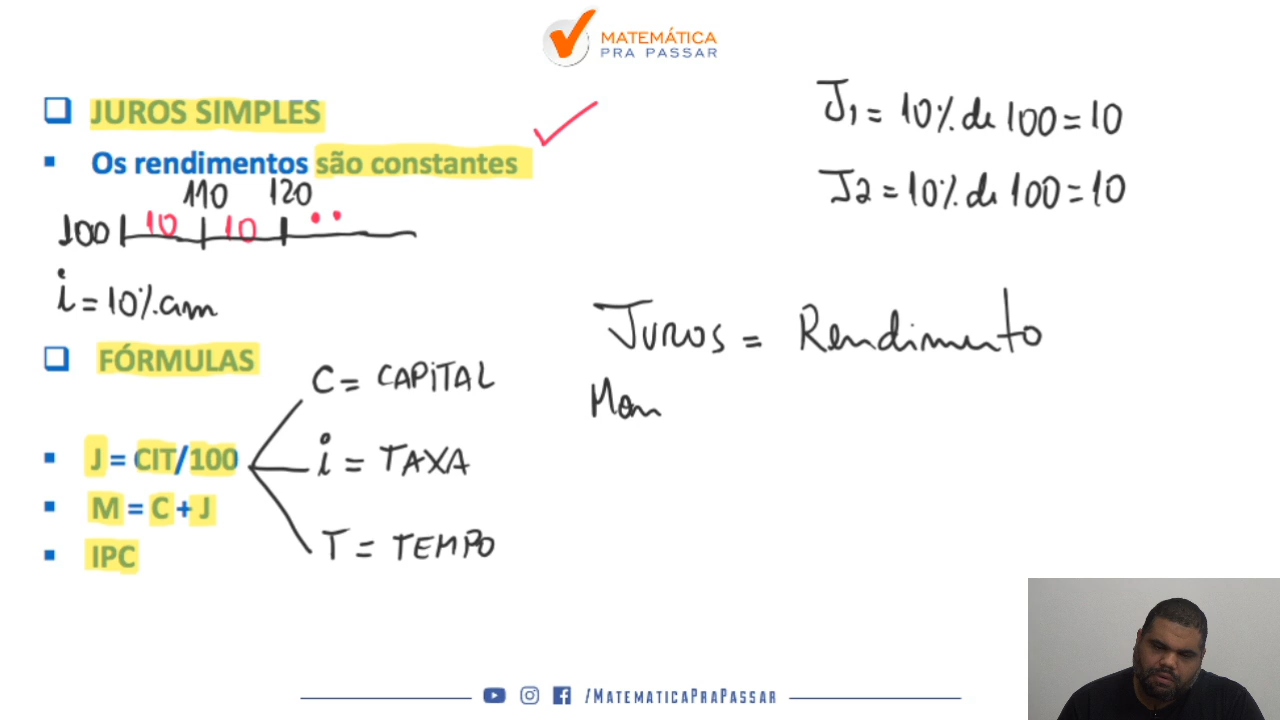 MATEMÁTICA
PRA PASSAR
JUROS SIMPLES
Os rendimentos são constantes
110 120
100 10 10
i = 10% am
J1 = 10% de 100 = 10
J2 = 10% de 100 = 10
Juros = Rendimento
Mon
FÓRMULAS
C = CAPITAL
J = CIT/100
i = TAXA
M = C + J
T = TEMPO
IPC
/MATEMATICAPRAPASSAR